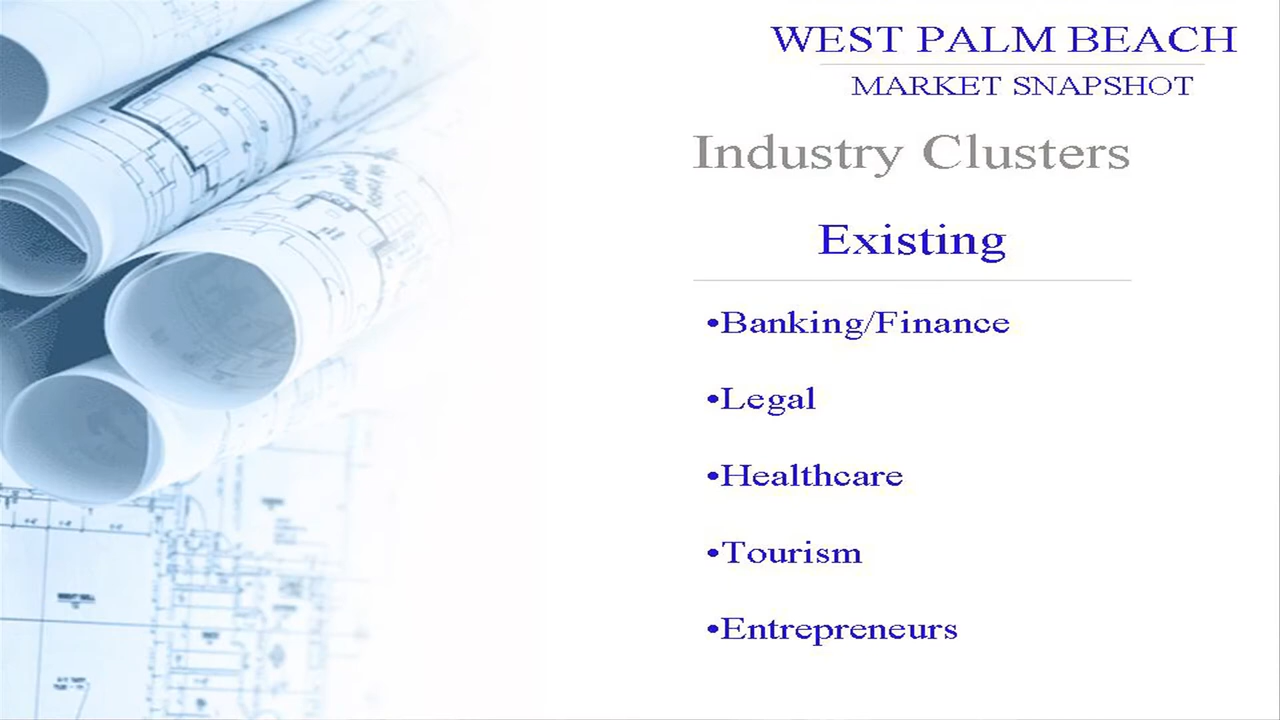 WEST PALM BEACH
MARKET SNAPSHOT
Industry Clusters
Existing
•Banking/Finance
•Legal
•Healthcare
•Tourism
•Entrepreneurs